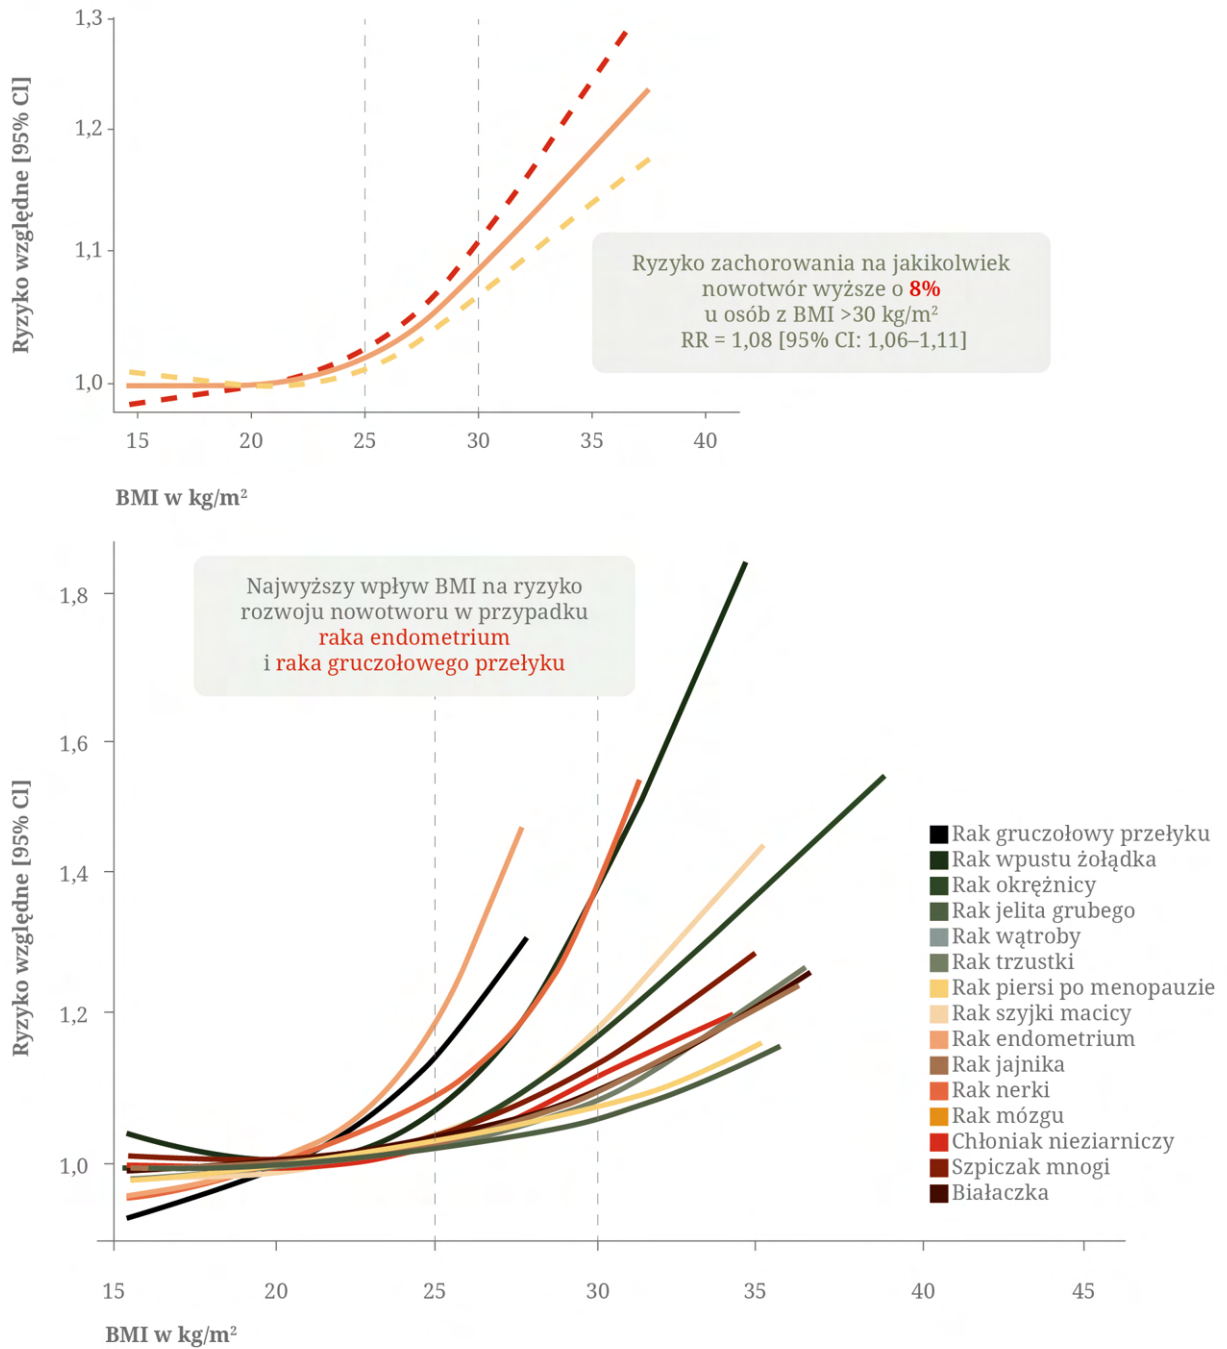 1,3
1,2
1,1
1,0
Ryzyko względne [95% CI]
Ryzyko zachorowania na jakikolwiek
nowotwór wyższe o 8%
u osób z BMI >30 kg/m²
RR = 1,08 [95% CI: 1,06–1,11]
15 20 25 30 35 40
BMI w kg/m²
Najwyższy wpływ BMI na ryzyko
rozwoju nowotworu w przypadku
raka endometrium
i raka gruczołowego przełyku
1,8
1,6
1,4
1,2
1,0
Ryzyko względne [95% CI]
Rak gruczołowy przełyku
Rak wpustu żołądka
Rak okrężnicy
Rak jelita grubego
Rak wątroby
Rak trzustki
Rak piersi po menopauzie
Rak szyjki macicy
Rak endometrium
Rak jajnika
Rak nerki
Rak mózgu
Chłoniak nieziarniczy
Szpiczak mnogi
Białaczka
15 20 25 30 35 40 45
BMI w kg/m²